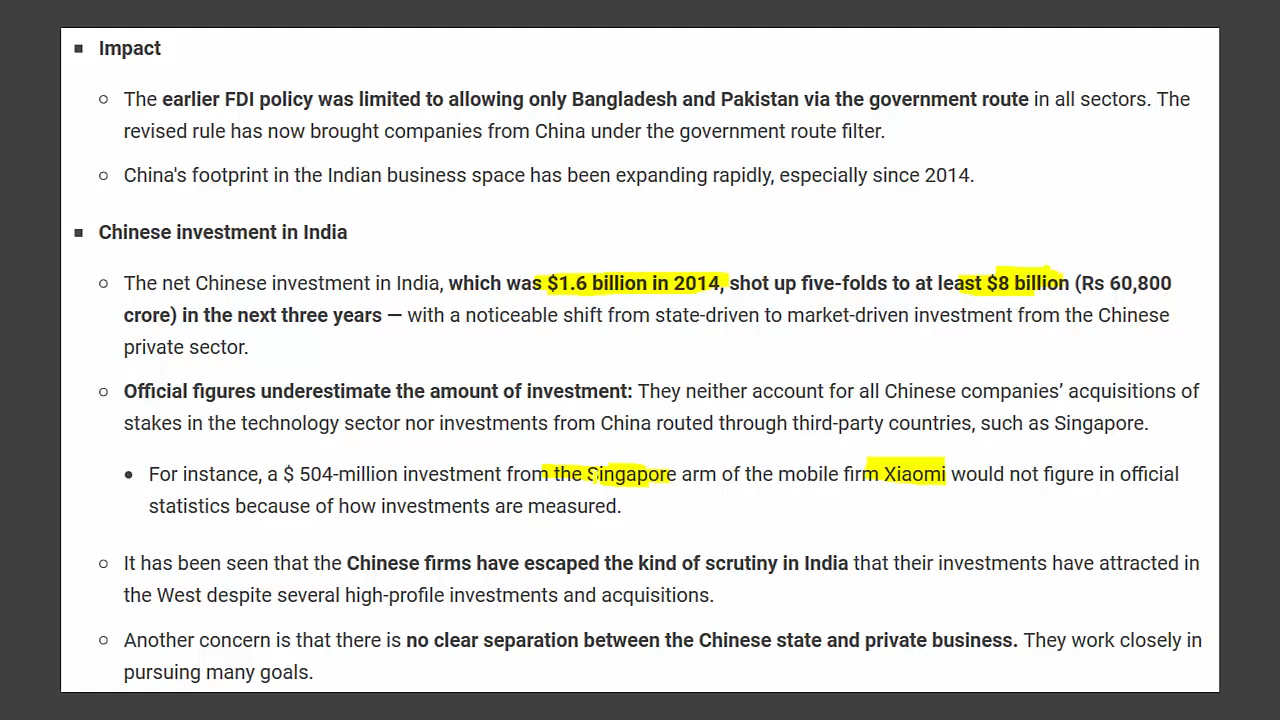 Impact
The earlier FDI policy was limited to allowing only Bangladesh and Pakistan via the government route in all sectors. The
revised rule has now brought companies from China under the government route filter.
China's footprint in the Indian business space has been expanding rapidly, especially since 2014.
Chinese investment in India
The net Chinese investment in India, which was $1.6 billion in 2014, shot up five-folds to at least $8 billion (Rs 60,800
crore) in the next three years — with a noticeable shift from state-driven to market-driven investment from the Chinese
private sector.
Official figures underestimate the amount of investment: They neither account for all Chinese companies’ acquisitions of
stakes in the technology sector nor investments from China routed through third-party countries, such as Singapore.
For instance, a $ 504-million investment from the Singapore arm of the mobile firm Xiaomi would not figure in official
statistics because of how investments are measured.
It has been seen that the Chinese firms have escaped the kind of scrutiny in India that their investments have attracted in
the West despite several high-profile investments and acquisitions.
Another concern is that there is no clear separation between the Chinese state and private business. They work closely in
pursuing many goals.